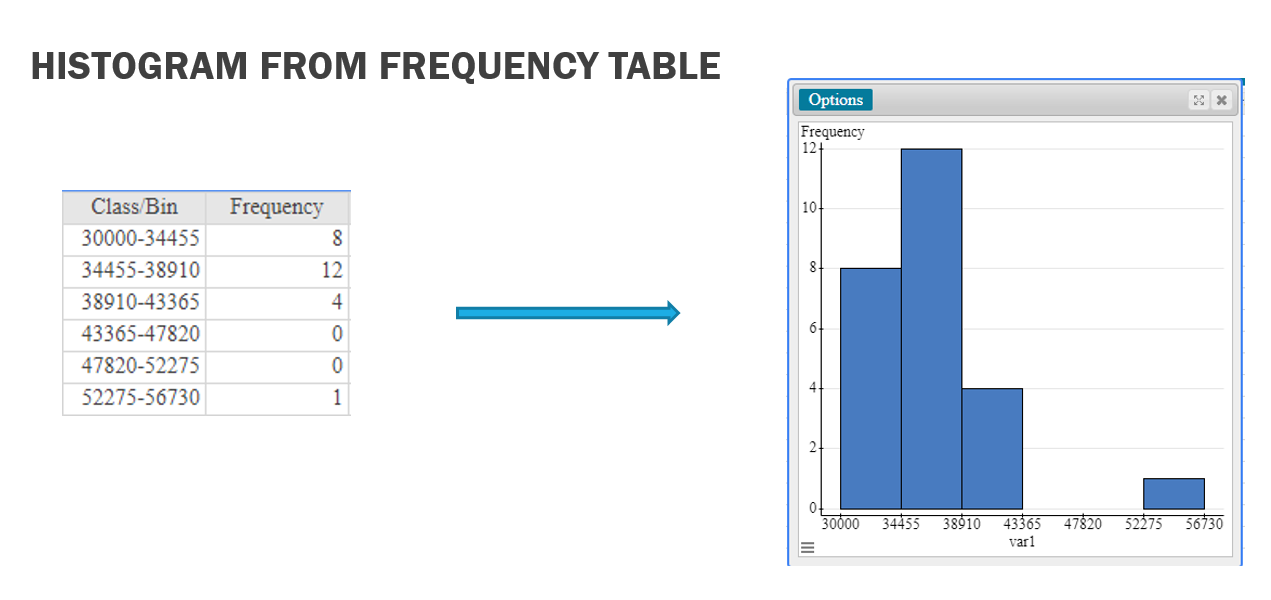 HISTOGRAM FROM FREQUENCY TABLE
Class/Bin Frequency
30000-34455 8
34455-38910 12
38910-43365 4
43365-47820 0
47820-52275 0
52275-56730 1
Options
Frequency
12
10
8
6
4
2
0
30000 34455 38910 43365 47820 52275 56730
var1